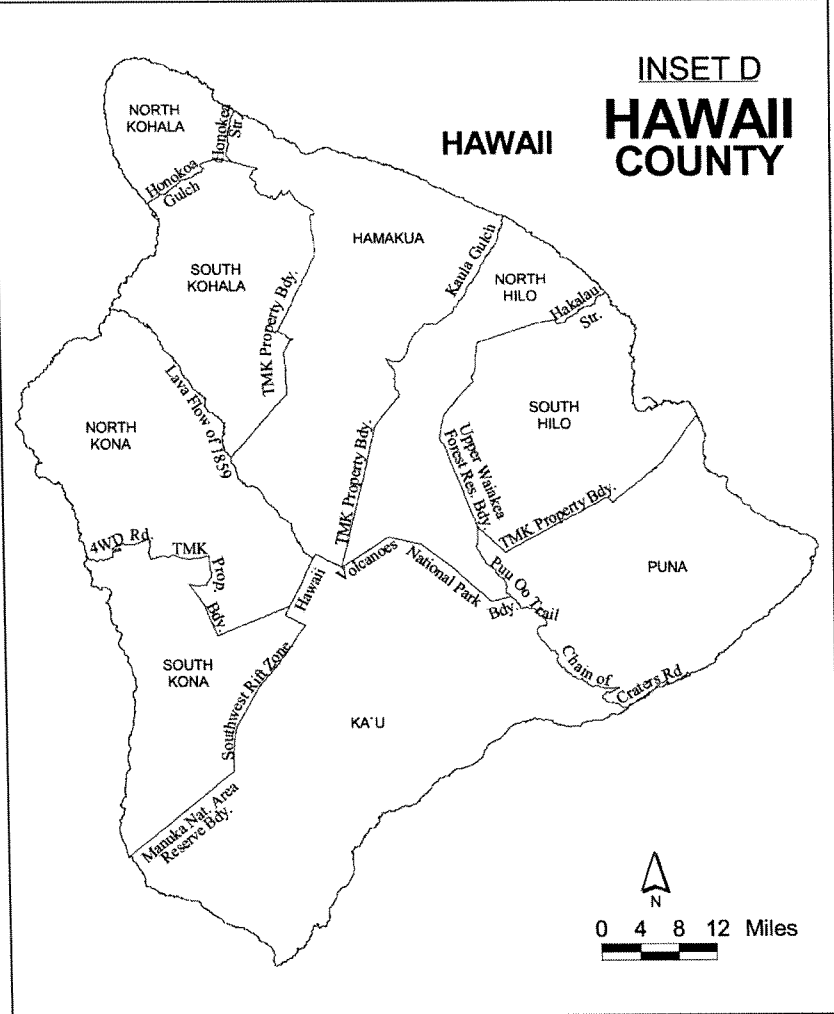 INSET D
HAWAII
COUNTY
HAWAII
NORTH
KOHALA
Honokea
Str.
Honokoa
Gulch
HAMAKUA
Kaula Gulch
SOUTH
KOHALA
NORTH
HILO
Hakalau
Str.
TMK Property Bdy.
Lava Flow of 1859
NORTH
KONA
SOUTH
HILO
TMK Property Bdy.
Upper Waiakea
Forest Res. Bdy.
TMK Property Bdy.
4WD Rd.
TMK
Prop.
Bdy.
Hawaii
Volcanoes
National Park
Bdy.
Puu Oo Trail
PUNA
SOUTH
KONA
Southwest Rift Zone
Chain of
Craters Rd.
KA`U
Manuka Nat. Area
Reserve Bdy.
N
0 4 8 12 Miles